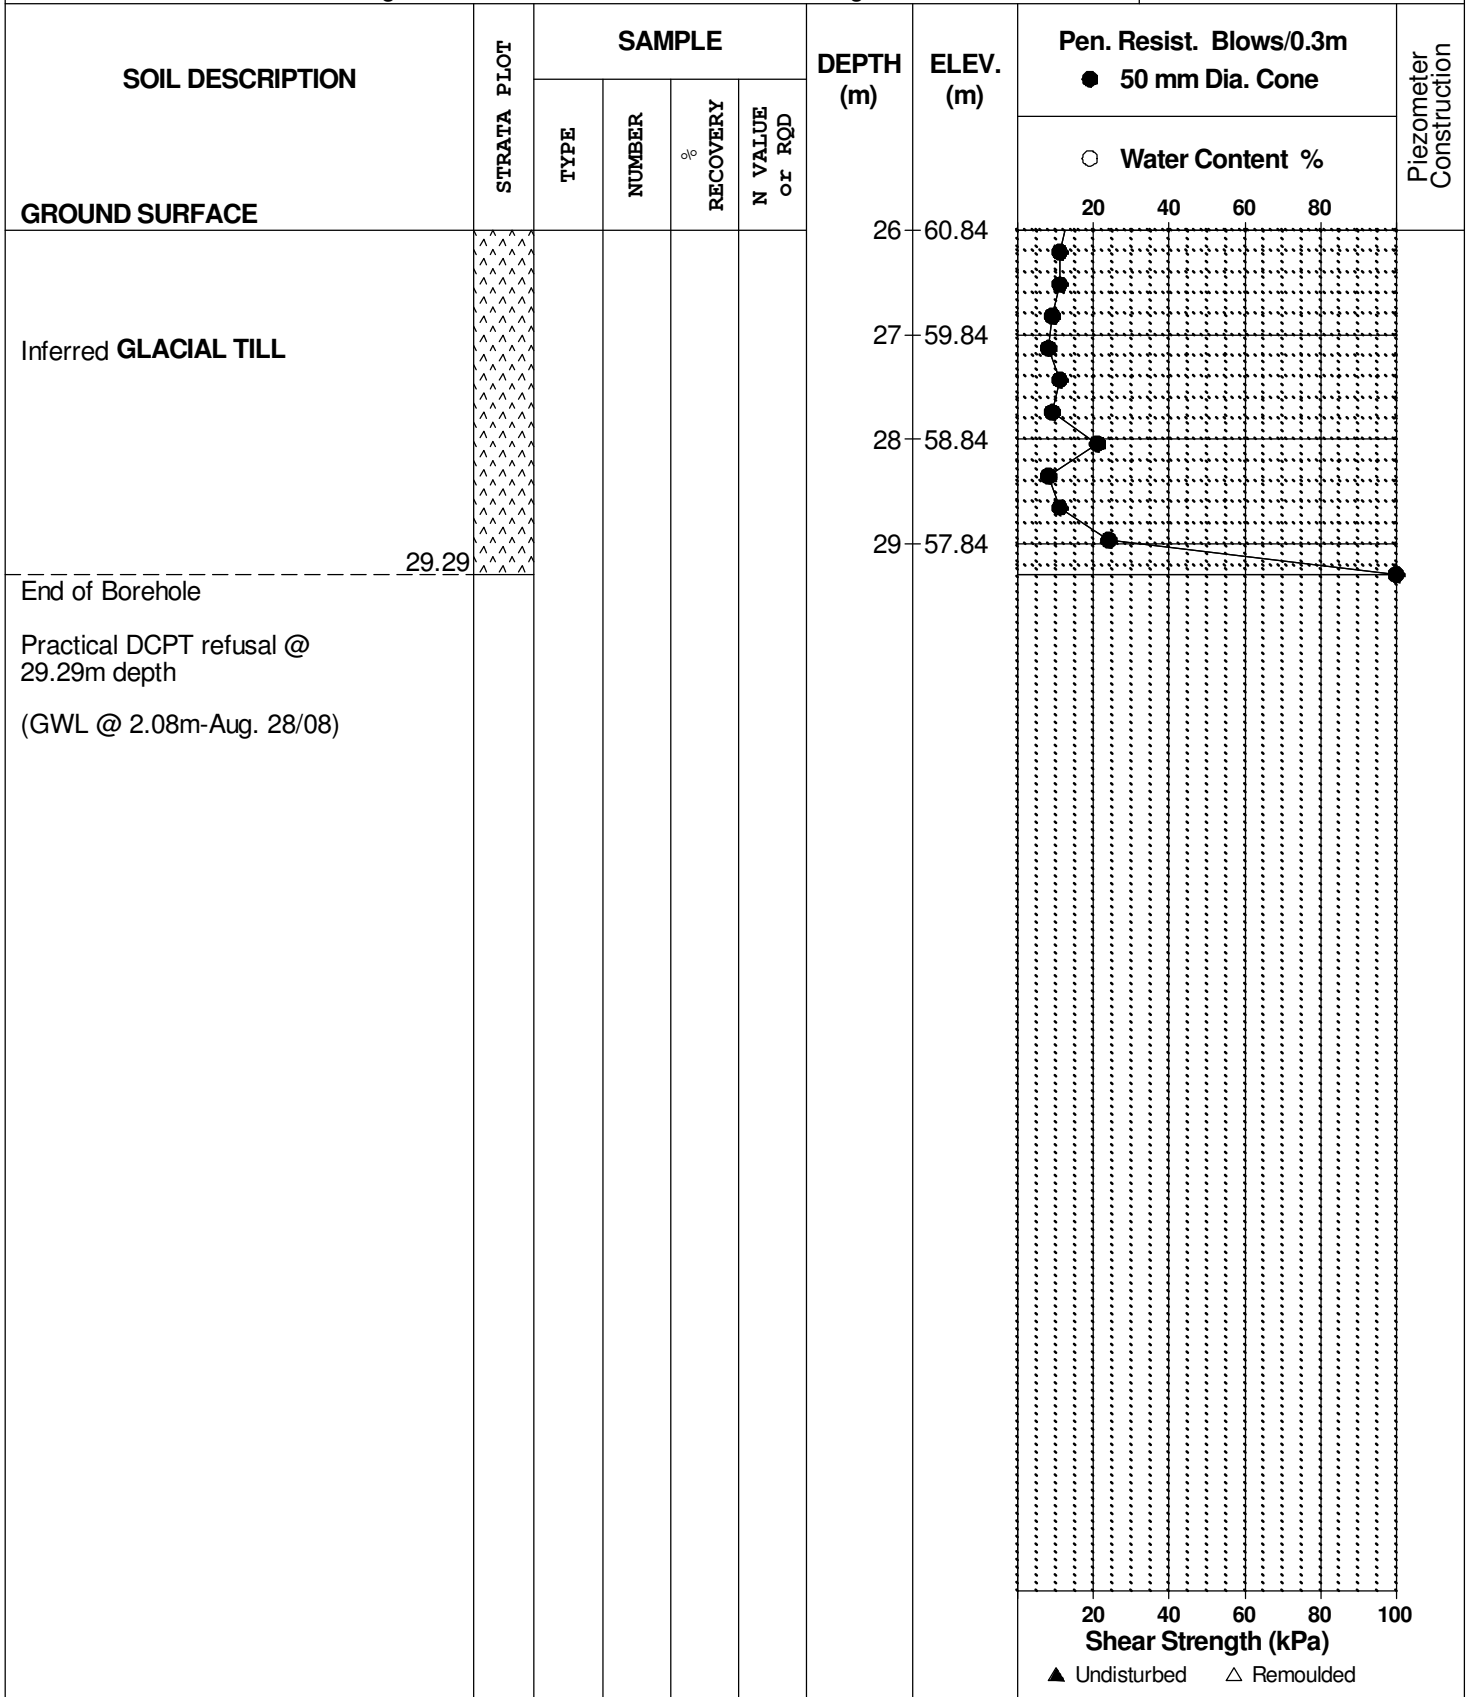 SOIL DESCRIPTION
GROUND SURFACE
STRATA PLOT
SAMPLE
TYPE
NUMBER
%
RECOVERY
N VALUE
or RQD
DEPTH
(m)
ELEV.
(m)
Pen. Resist. Blows/0.3m
● 50 mm Dia. Cone
○ Water Content %
20 40 60 80
Piezometer
Construction
26 60.84
Inferred GLACIAL TILL
27 59.84
28 58.84
29 57.84
29.29
End of Borehole
Practical DCPT refusal @
29.29m depth
(GWL @ 2.08m-Aug. 28/08)
20 40 60 80 100
Shear Strength (kPa)
▲ Undisturbed △ Remoulded